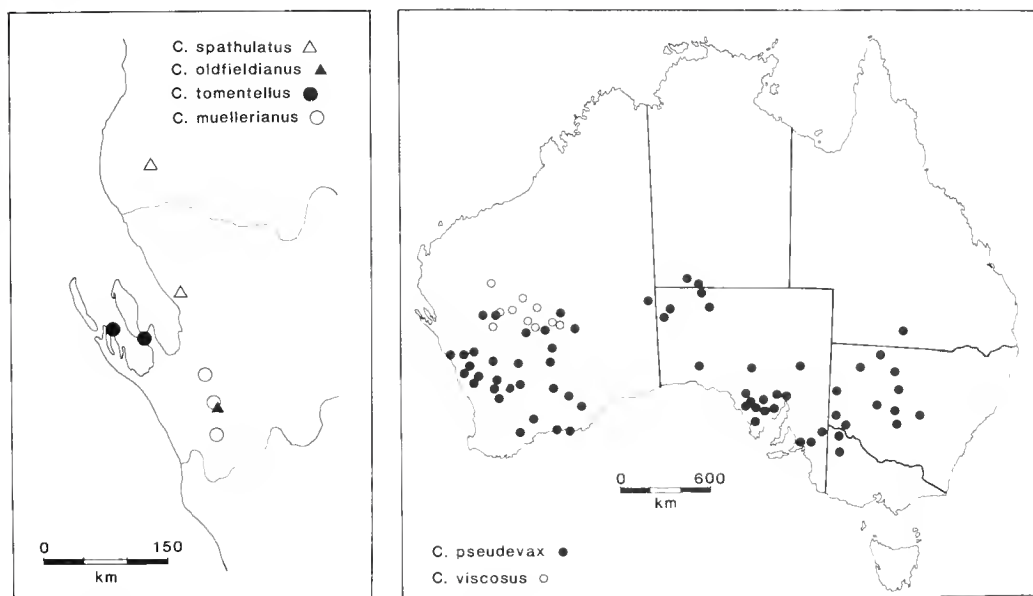 C. spathulatus △
C. oldfieldianus ▲
C. tomentellus ●
C. muellerianus ○
0 150
km
0 600
km
C. pseudevax ●
C. viscosus ○